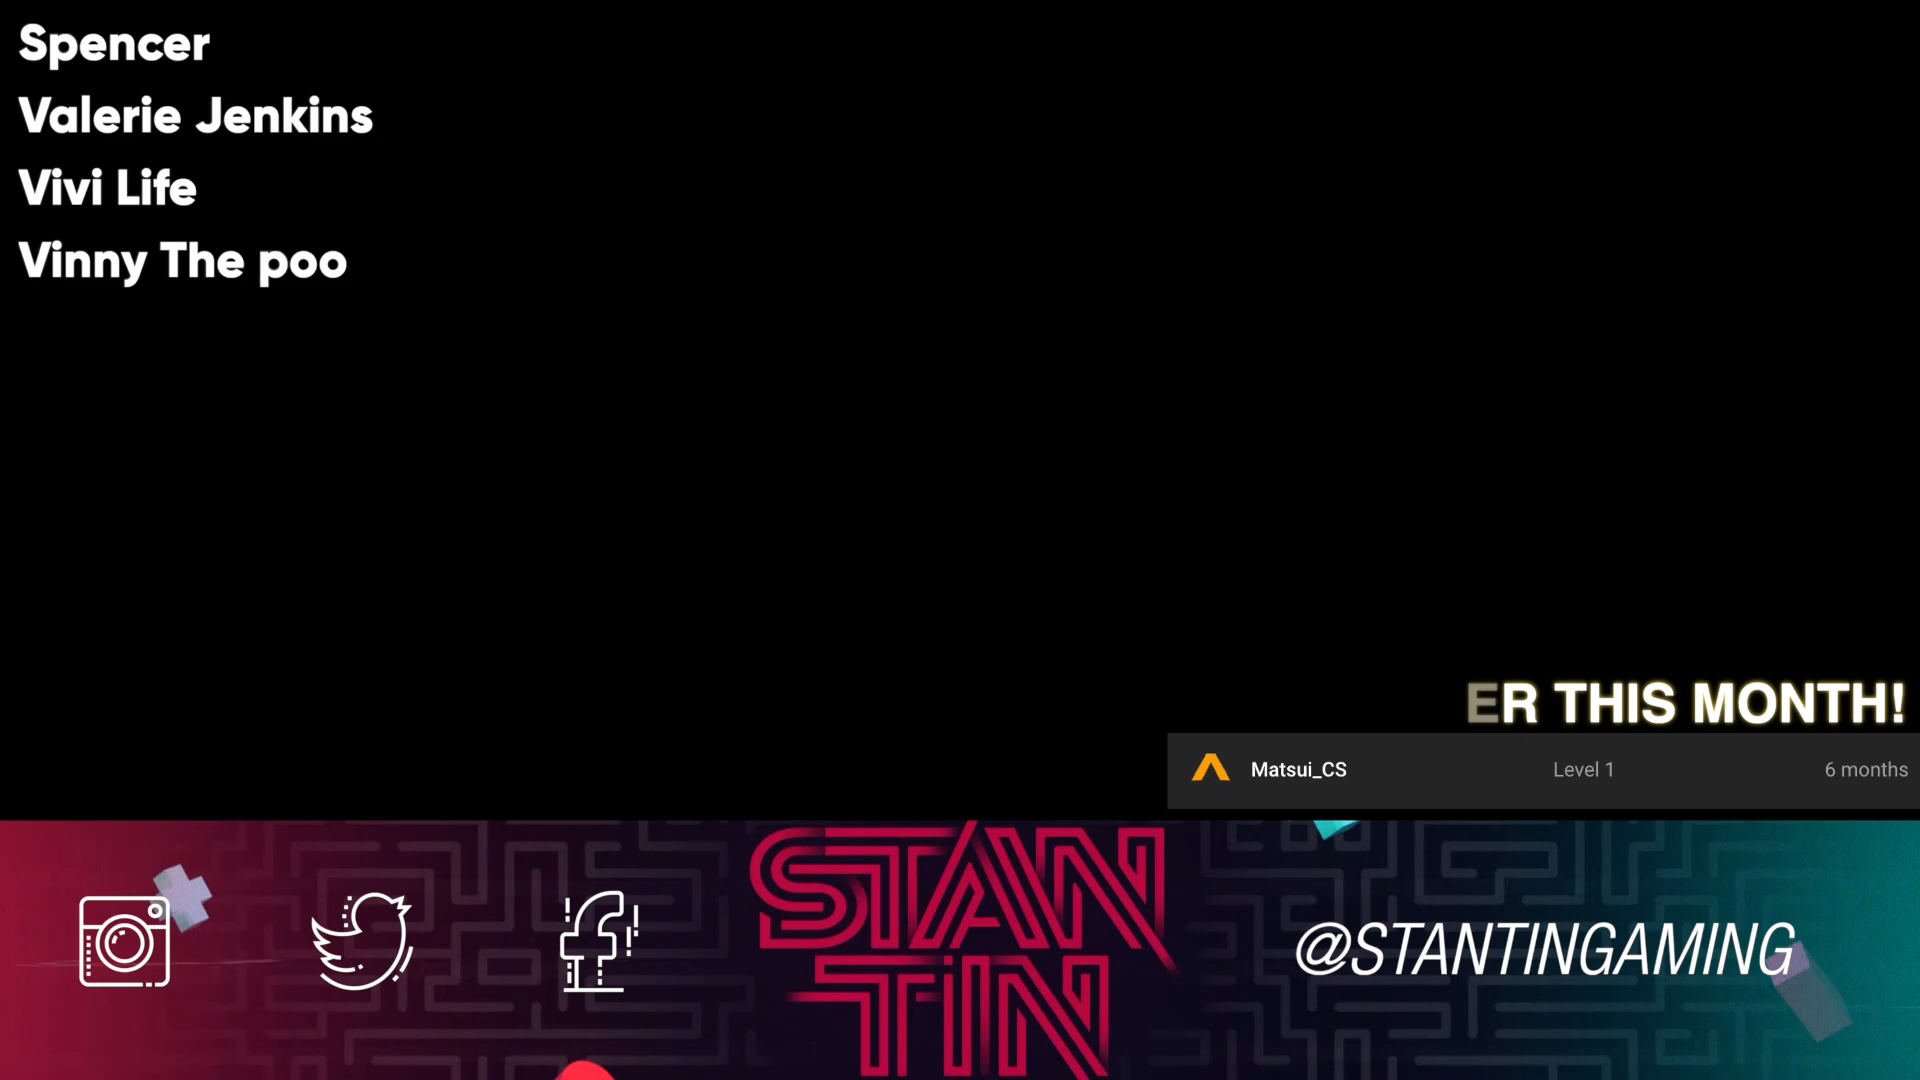 Spencer
Valerie Jenkins
Vivi Life
Vinny The poo
ER THIS MONTH!
Matsui_CS Level 1 6 months
STAN
TIN
@STANTINGAMING